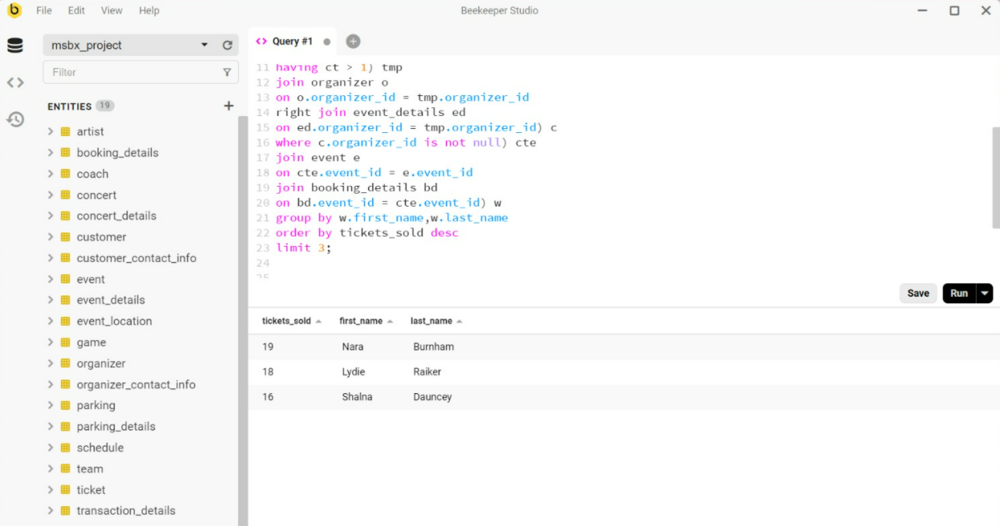 b File Edit View Help Beekeeper Studio
msbx_project
Filter
ENTITIES 19 +
artist
booking_details
coach
concert
concert_details
customer
customer_contact_info
event
event_details
event_location
game
organizer
organizer_contact_info
parking
parking_details
schedule
team
ticket
transaction_details
<> Query #1
11 having ct > 1) tmp
12 join organizer o
13 on o.organizer_id = tmp.organizer_id
14 right join event_details ed
15 on ed.organizer_id = tmp.organizer_id) c
16 where c.organizer_id is not null) cte
17 join event e
18 on cte.event_id = e.event_id
19 join booking_details bd
20 on bd.event_id = cte.event_id) w
21 group by w.first_name,w.last_name
22 order by tickets_sold desc
23 limit 3;
24
25
Save Run
tickets_sold first_name last_name
19 Nara Burnham
18 Lydie Raiker
16 Shalna Dauncey